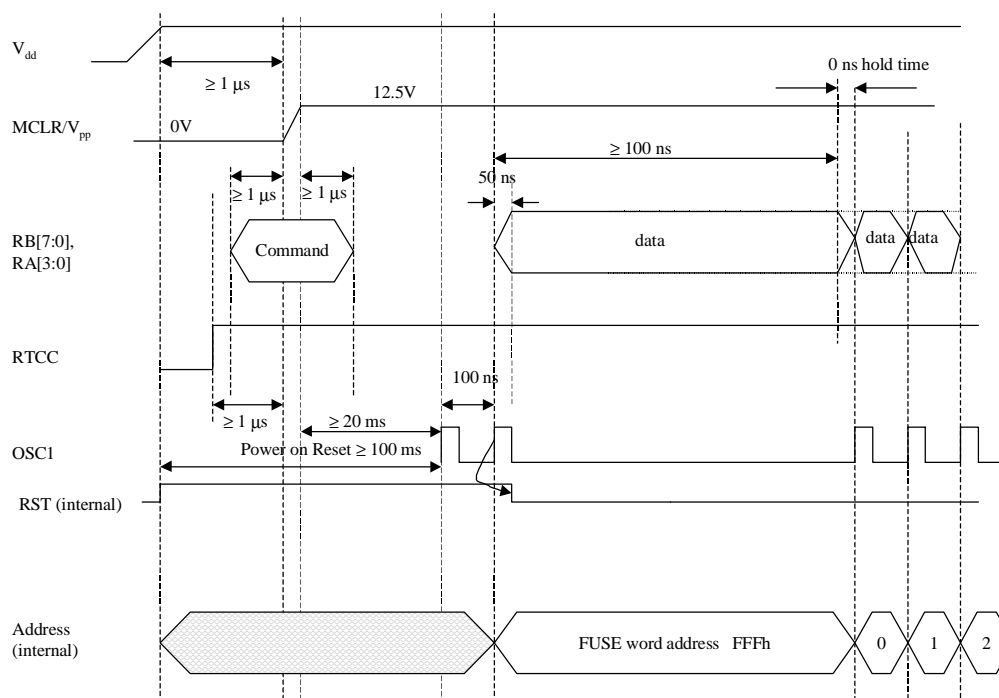 V_dd
≥ 1 μs
0 ns hold time
12.5V
MCLR/V_pp
0V
≥ 100 ns
≥ 1 μs
≥ 1 μs
50 ns
RB[7:0],
RA[3:0]
Command
data
data
data
RTCC
100 ns
≥ 1 μs
≥ 20 ms
OSC1
Power on Reset ≥ 100 ms
RST (internal)
Address
(internal)
FUSE word address FFFh
0
1
2